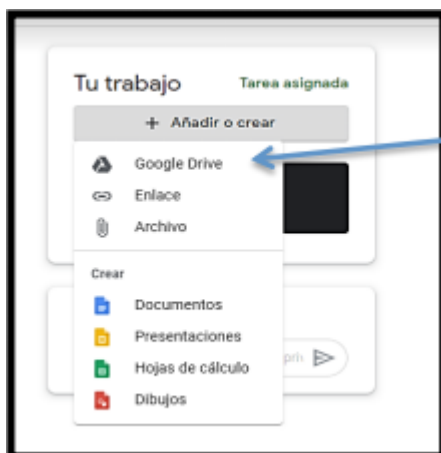 Tu trabajo Tarea asignada
+ Añadir o crear
Google Drive
Enlace
Archivo
Crear
Documentos
Presentaciones
Hojas de cálculo
Dibujos